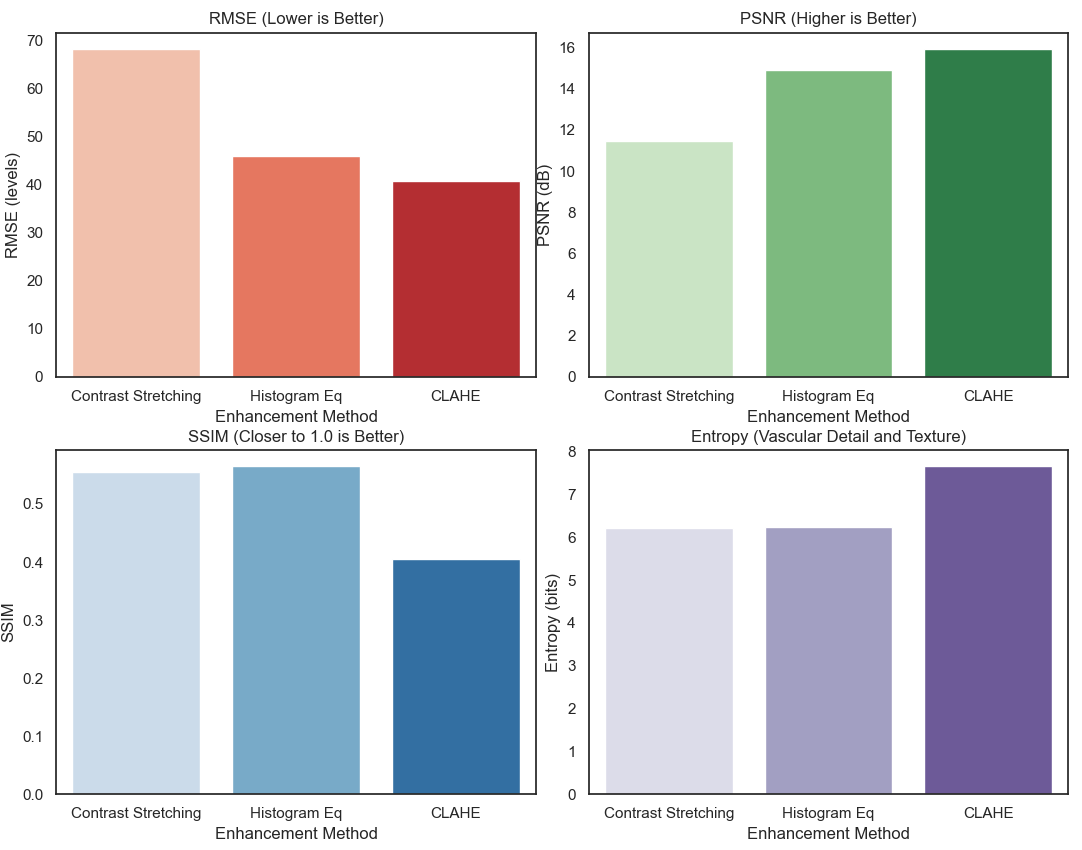 RMSE (Lower is Better)
RMSE (levels)
70
60
50
40
30
20
10
0
Contrast Stretching
Histogram Eq
CLAHE
Enhancement Method
PSNR (Higher is Better)
PSNR (dB)
16
14
12
10
8
6
4
2
0
Contrast Stretching
Histogram Eq
CLAHE
Enhancement Method
SSIM (Closer to 1.0 is Better)
SSIM
0.5
0.4
0.3
0.2
0.1
0.0
Contrast Stretching
Histogram Eq
CLAHE
Enhancement Method
Entropy (Vascular Detail and Texture)
Entropy (bits)
8
7
6
5
4
3
2
1
0
Contrast Stretching
Histogram Eq
CLAHE
Enhancement Method